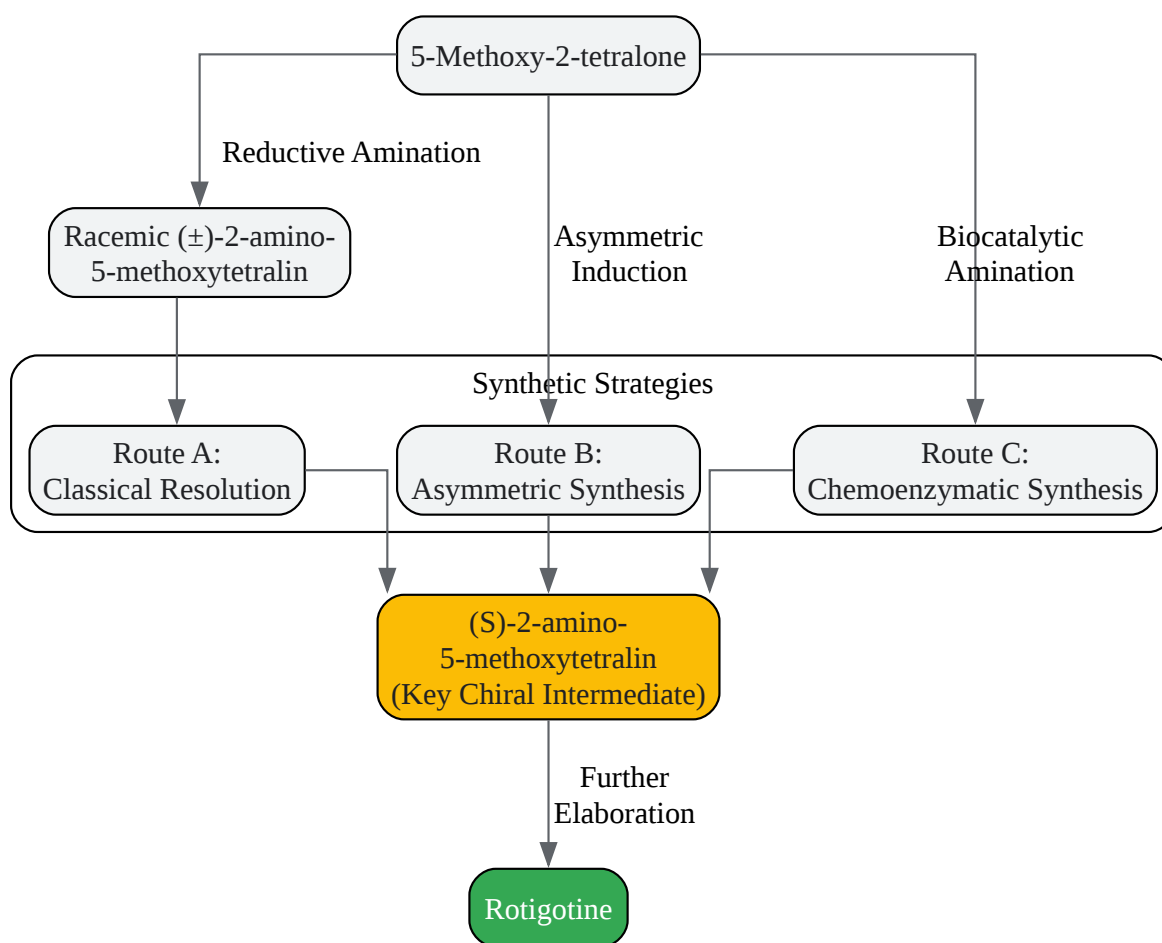 5-Methoxy-2-tetralone
Reductive Amination
Racemic (±)-2-amino-
5-methoxytetralin
Asymmetric
Induction
Biocatalytic
Amination
Synthetic Strategies
Route A:
Classical Resolution
Route B:
Asymmetric Synthesis
Route C:
Chemoenzymatic Synthesis
(S)-2-amino-
5-methoxytetralin
(Key Chiral Intermediate)
Further
Elaboration
Rotigotine